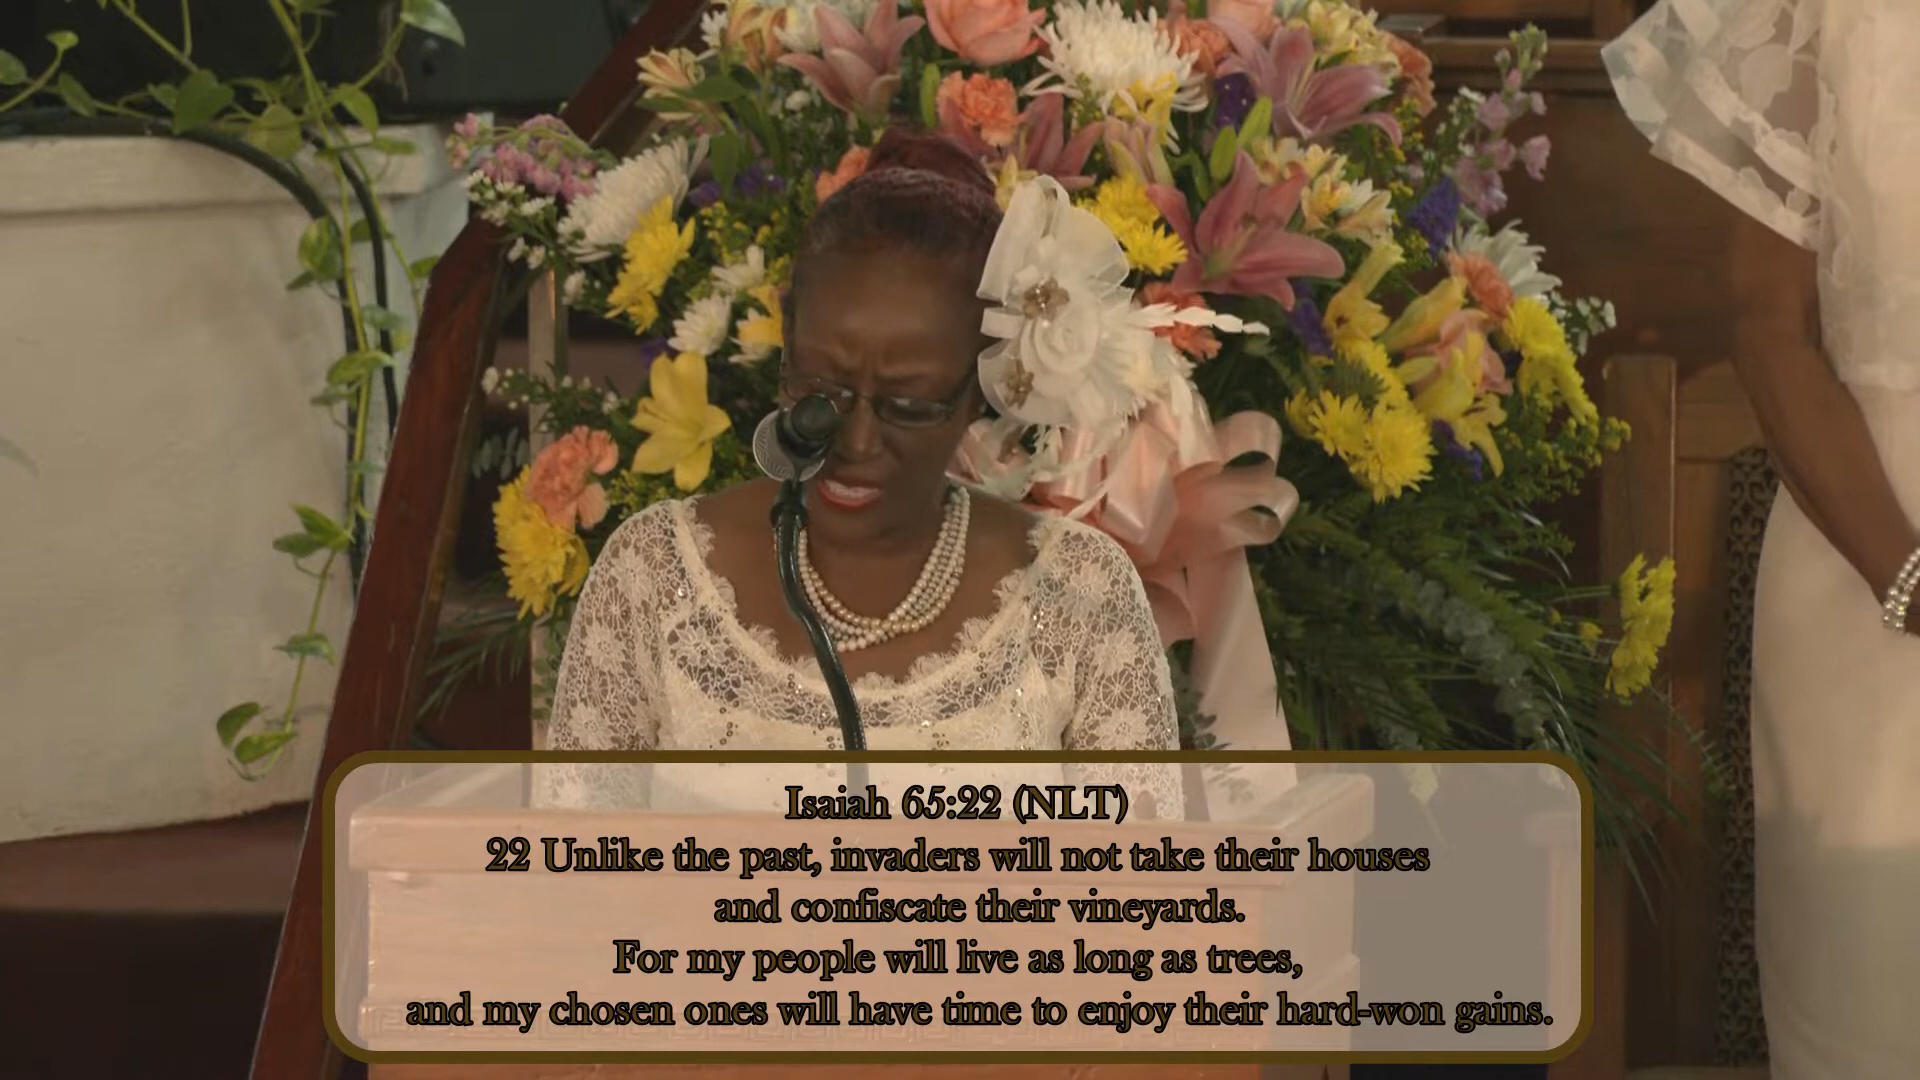 Isaiah 65:22 (NLT)
22 Unlike the past, invaders will not take their houses
and confiscate their vineyards.
For my people will live as long as trees,
and my chosen ones will have time to enjoy their hard-won gains.